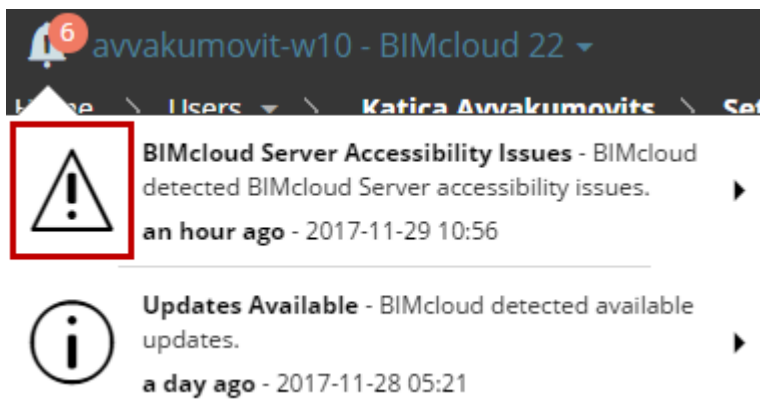 6
avvakumovit-w10 - BIMcloud 22
Home > Users > Katica Avvakumovits > Set
BIMcloud Server Accessibility Issues - BIMcloud
detected BIMcloud Server accessibility issues.
an hour ago - 2017-11-29 10:56
Updates Available - BIMcloud detected available
updates.
a day ago - 2017-11-28 05:21